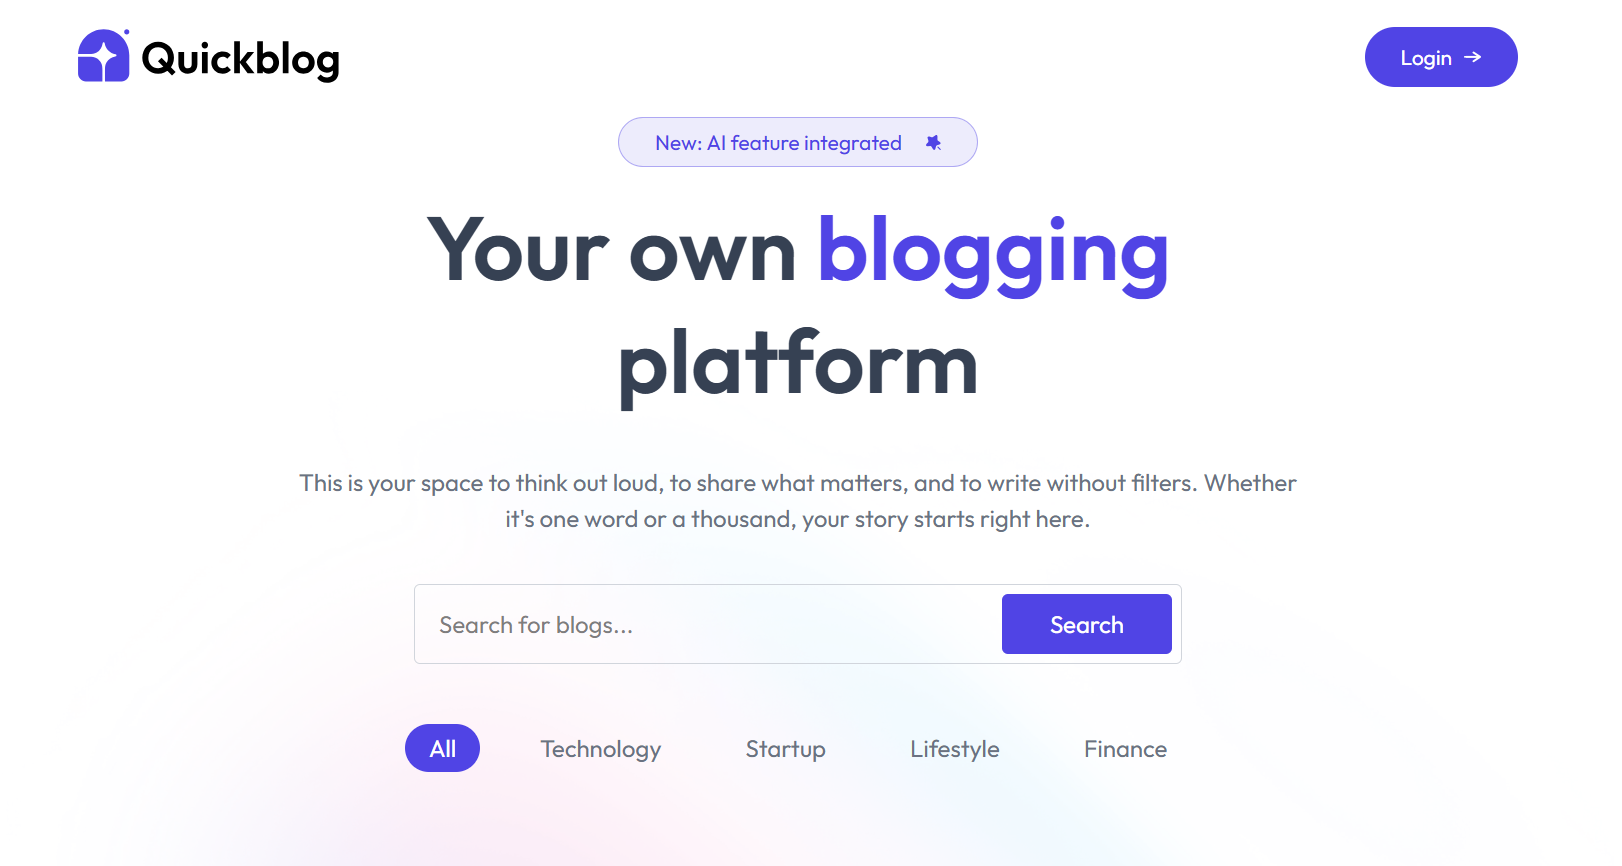 Quickblog
Login
New: AI feature integrated
Your own blogging
platform
This is your space to think out loud, to share what matters, and to write without filters. Whether
it's one word or a thousand, your story starts right here.
Search for blogs...
Search
All
Technology
Startup
Lifestyle
Finance